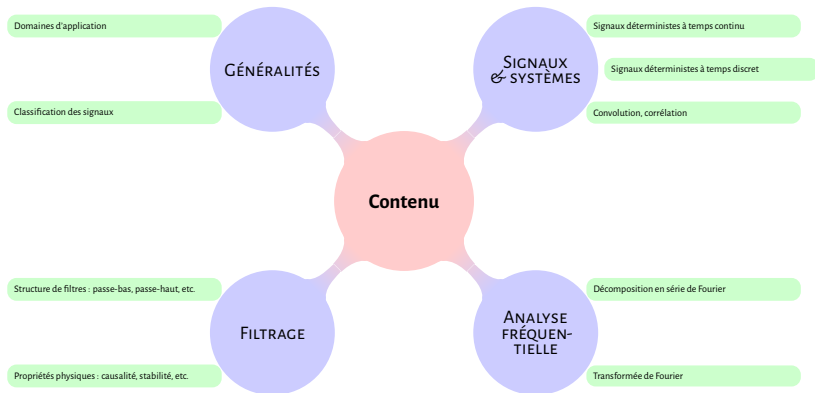 Domaines d'application
Généralités
Classification des signaux
Signaux déterministes à temps continu
Signaux
& systèmes
Signaux déterministes à temps discret
Convolution, corrélation
Contenu
Structure de filtres : passe-bas, passe-haut, etc.
Filtrage
Propriétés physiques : causalité, stabilité, etc.
Décomposition en série de Fourier
Analyse
fréquen-
tielle
Transformée de Fourier